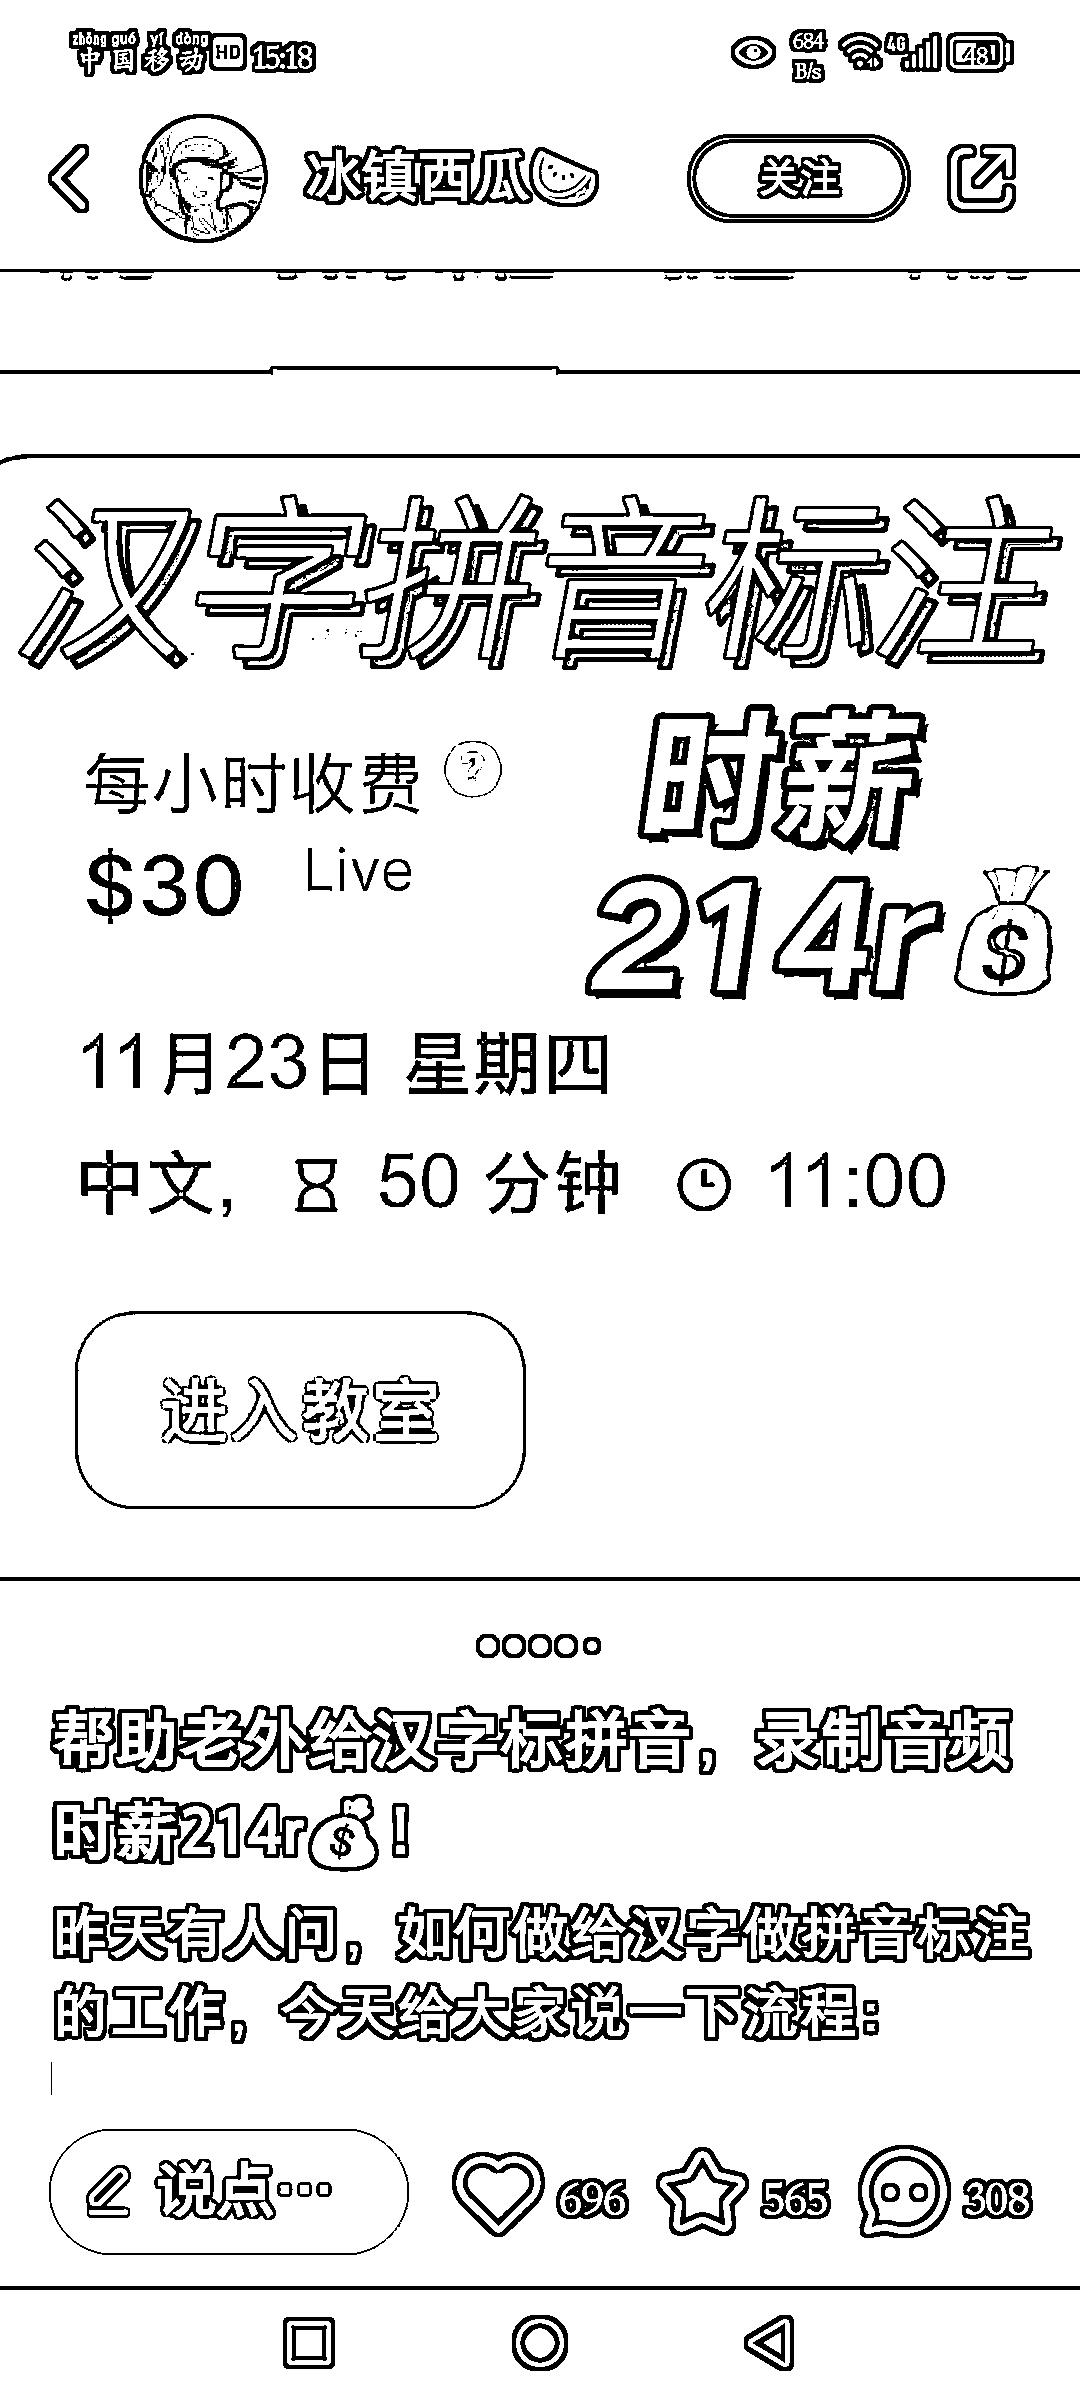 zhōng guó yí dòng
中国移动 HD 15:18 684 B/s 4G 48
冰镇西瓜🍉 关注
汉字拼音标注
每小时收费 ? 时薪
$30 Live 214r
11月23日 星期四
中文, 50 分钟 11:00
进入教室
帮助老外给汉字标拼音，录制音频
时薪214r💰！
昨天有人问，如何做给汉字做拼音标注
的工作，今天给大家说一下流程:
说点... 696 565 308